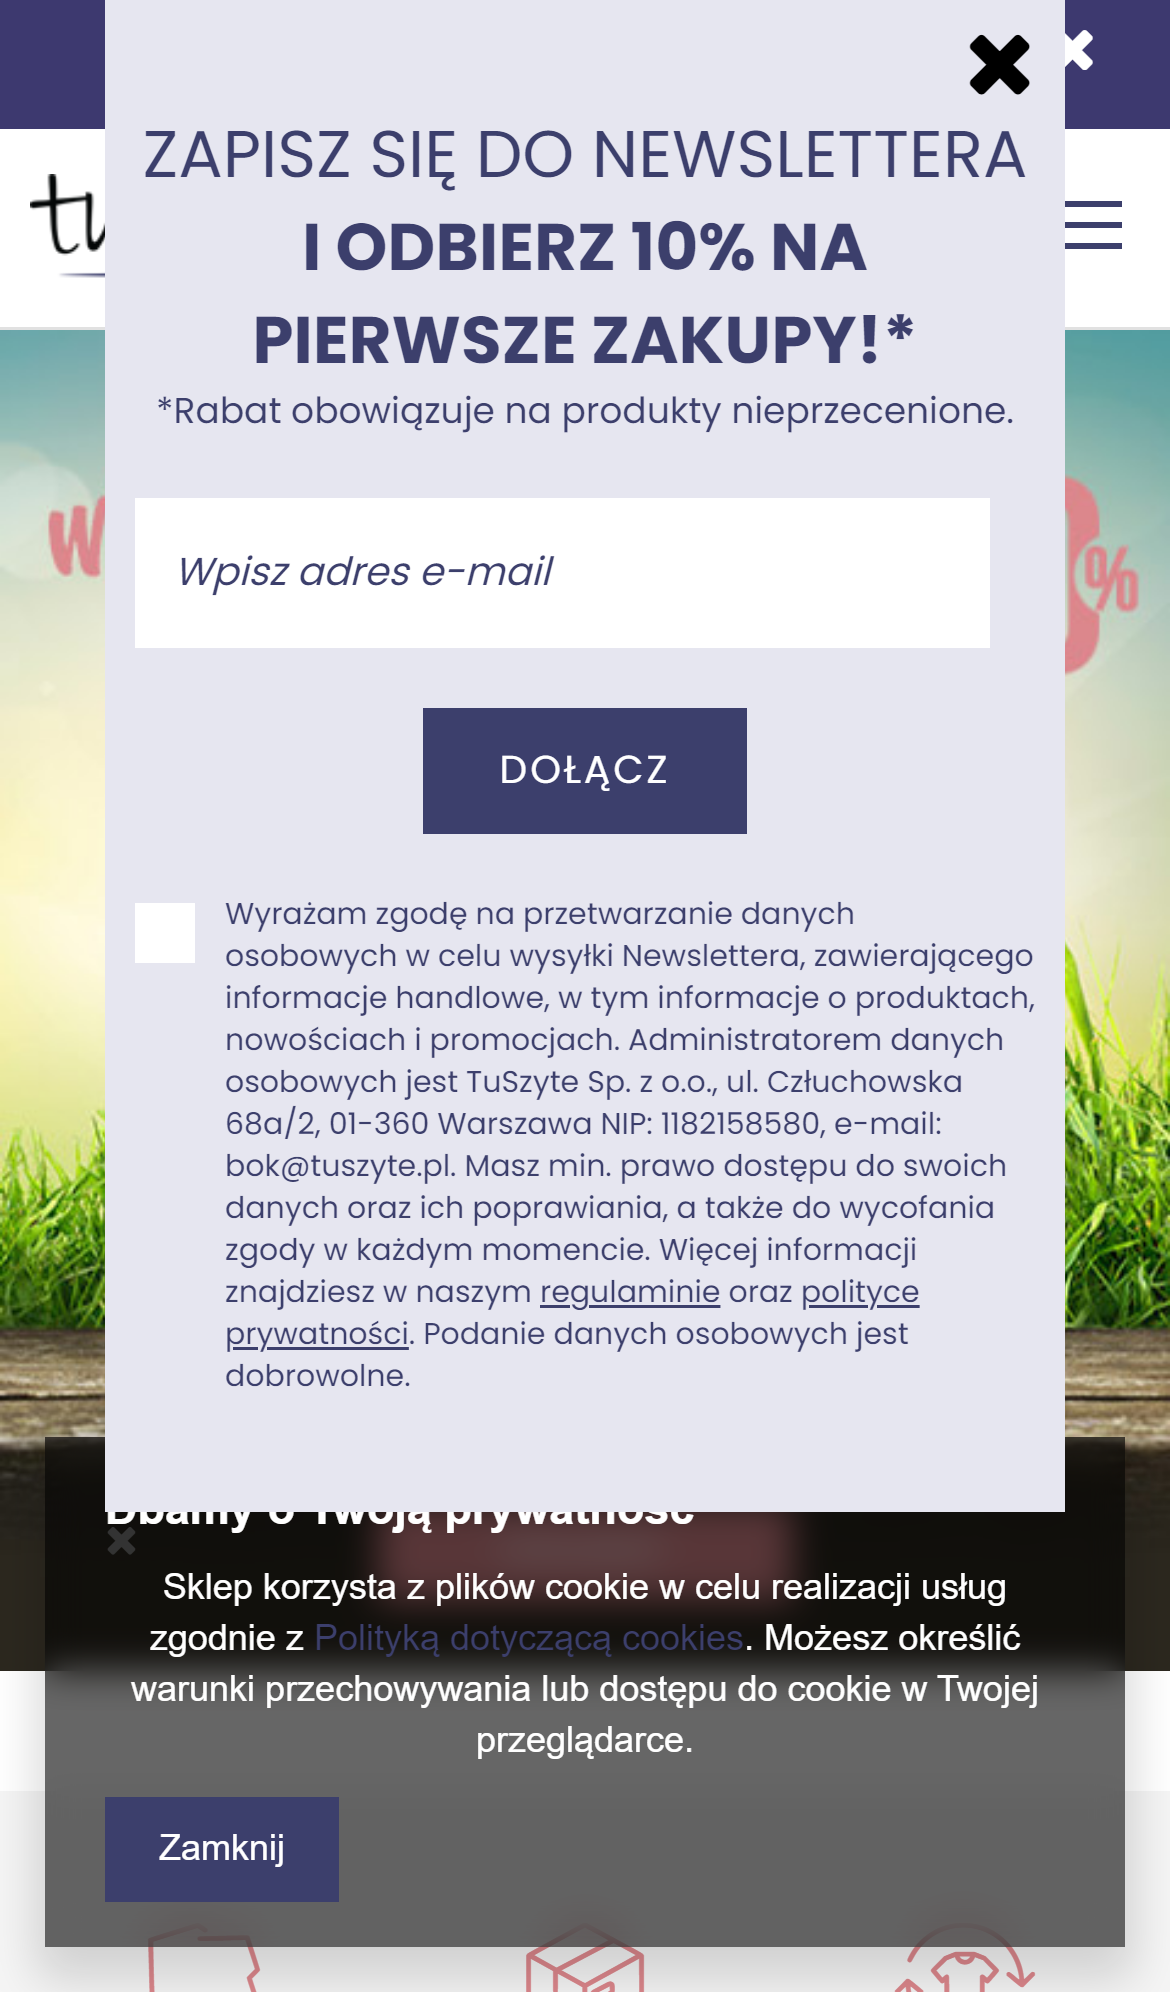 ZAPISZ SIĘ DO NEWSLETTERA
I ODBIERZ 10% NA
PIERWSZE ZAKUPY!*
*Rabat obowiązuje na produkty nieprzecenione.
%
Wpisz adres e-mail
DOŁĄCZ
Wyrażam zgodę na przetwarzanie danych
osobowych w celu wysyłki Newslettera, zawierającego
informacje handlowe, w tym informacje o produktach,
nowościach i promocjach. Administratorem danych
osobowych jest TuSzyte Sp. z o.o., ul. Człuchowska
68a/2, 01-360 Warszawa NIP: 1182158580, e-mail:
bok@tuszyte.pl. Masz min. prawo dostępu do swoich
danych oraz ich poprawiania, a także do wycofania
zgody w każdym momencie. Więcej informacji
znajdziesz w naszym regulaminie oraz polityce
prywatności. Podanie danych osobowych jest
dobrowolne.
Dbamy o Twoją prywatność
Sklep korzysta z plików cookie w celu realizacji usług
zgodnie z Polityką dotyczącą cookies. Możesz określić
warunki przechowywania lub dostępu do cookie w Twojej
przeglądarce.
Zamknij